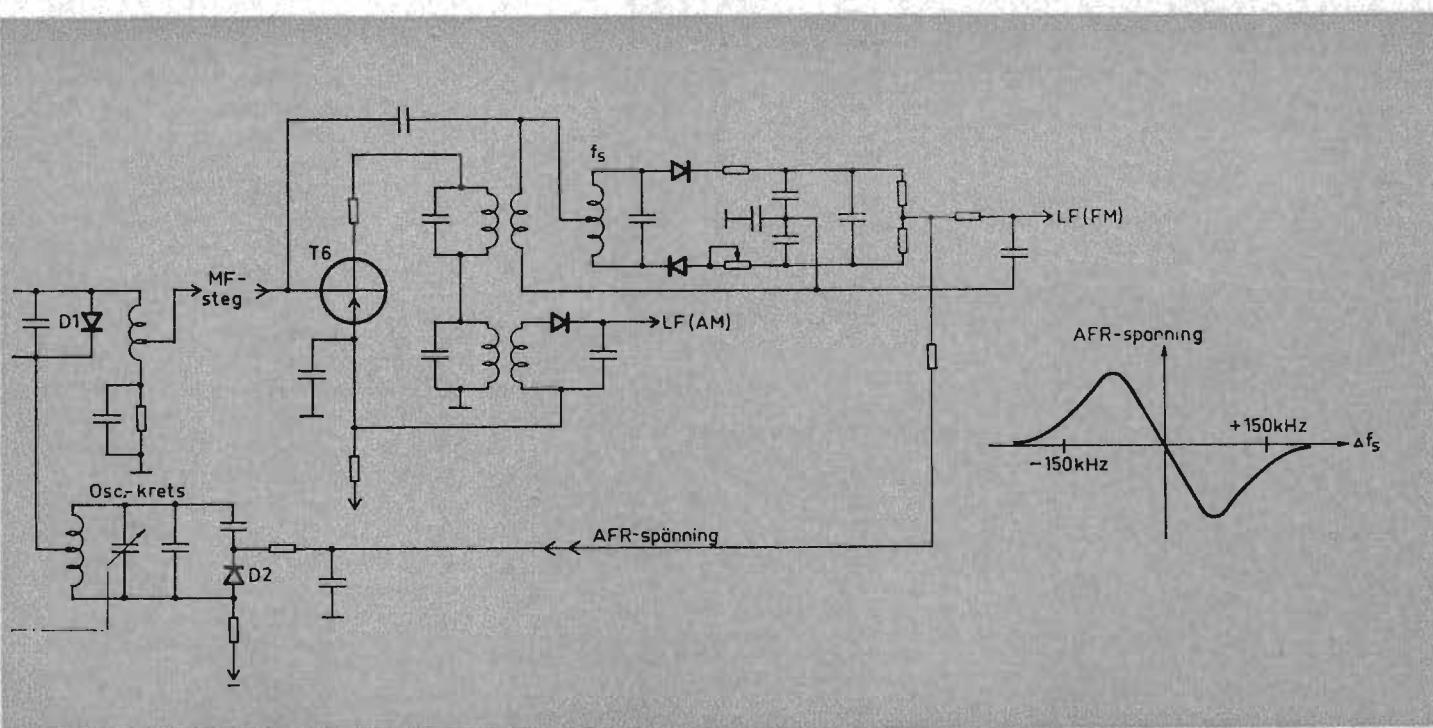 fs
T6
MF-
steg
D1
LF(FM)
LF(AM)
AFR-spänning
+150kHz
Δfs
-150kHz
Osc.-krets
AFR-spänning
D2